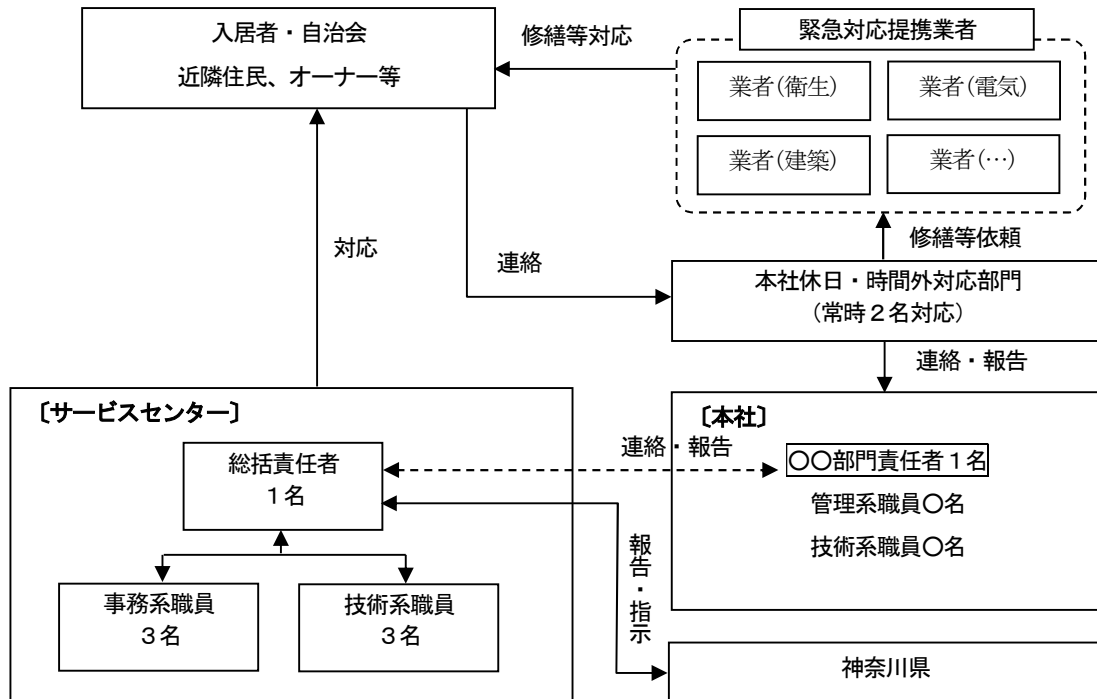 入居者・自治会
近隣住民、オーナー等
修繕等対応
緊急対応提携業者
業者(衛生)
業者(電気)
業者(建築)
業者(…)
対応
連絡
修繕等依頼
本社休日・時間外対応部門
（常時２名対応）
連絡・報告
〔サービスセンター〕
総括責任者
１名
事務系職員
３名
技術系職員
３名
連絡・報告
報告・指示
〔本社〕
〇〇部門責任者１名
管理系職員〇名
技術系職員〇名
神奈川県